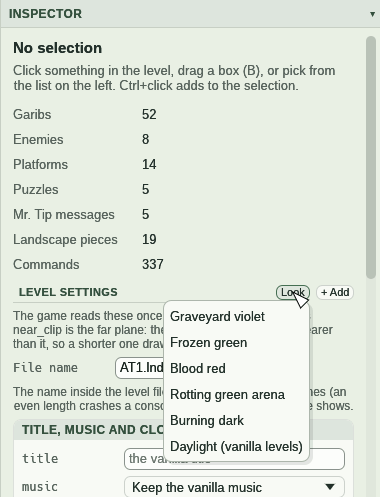 INSPECTOR
No selection
Click something in the level, drag a box (B), or pick from
the list on the left. Ctrl+click adds to the selection.
Garibs 52
Enemies 8
Platforms 14
Puzzles 5
Mr. Tip messages 5
Landscape pieces 19
Commands 337
LEVEL SETTINGS Look + Add
The game reads these once
near_clip is the far plane: the
than it, so a shorter one draw
File name AT1.Ind
The name inside the level file
even length crashes a conso shows.
Graveyard violet
Frozen green
Blood red
Rotting green arena
Burning dark
Daylight (vanilla levels)
TITLE, MUSIC AND CLO
title the
music Keep the vanilla music